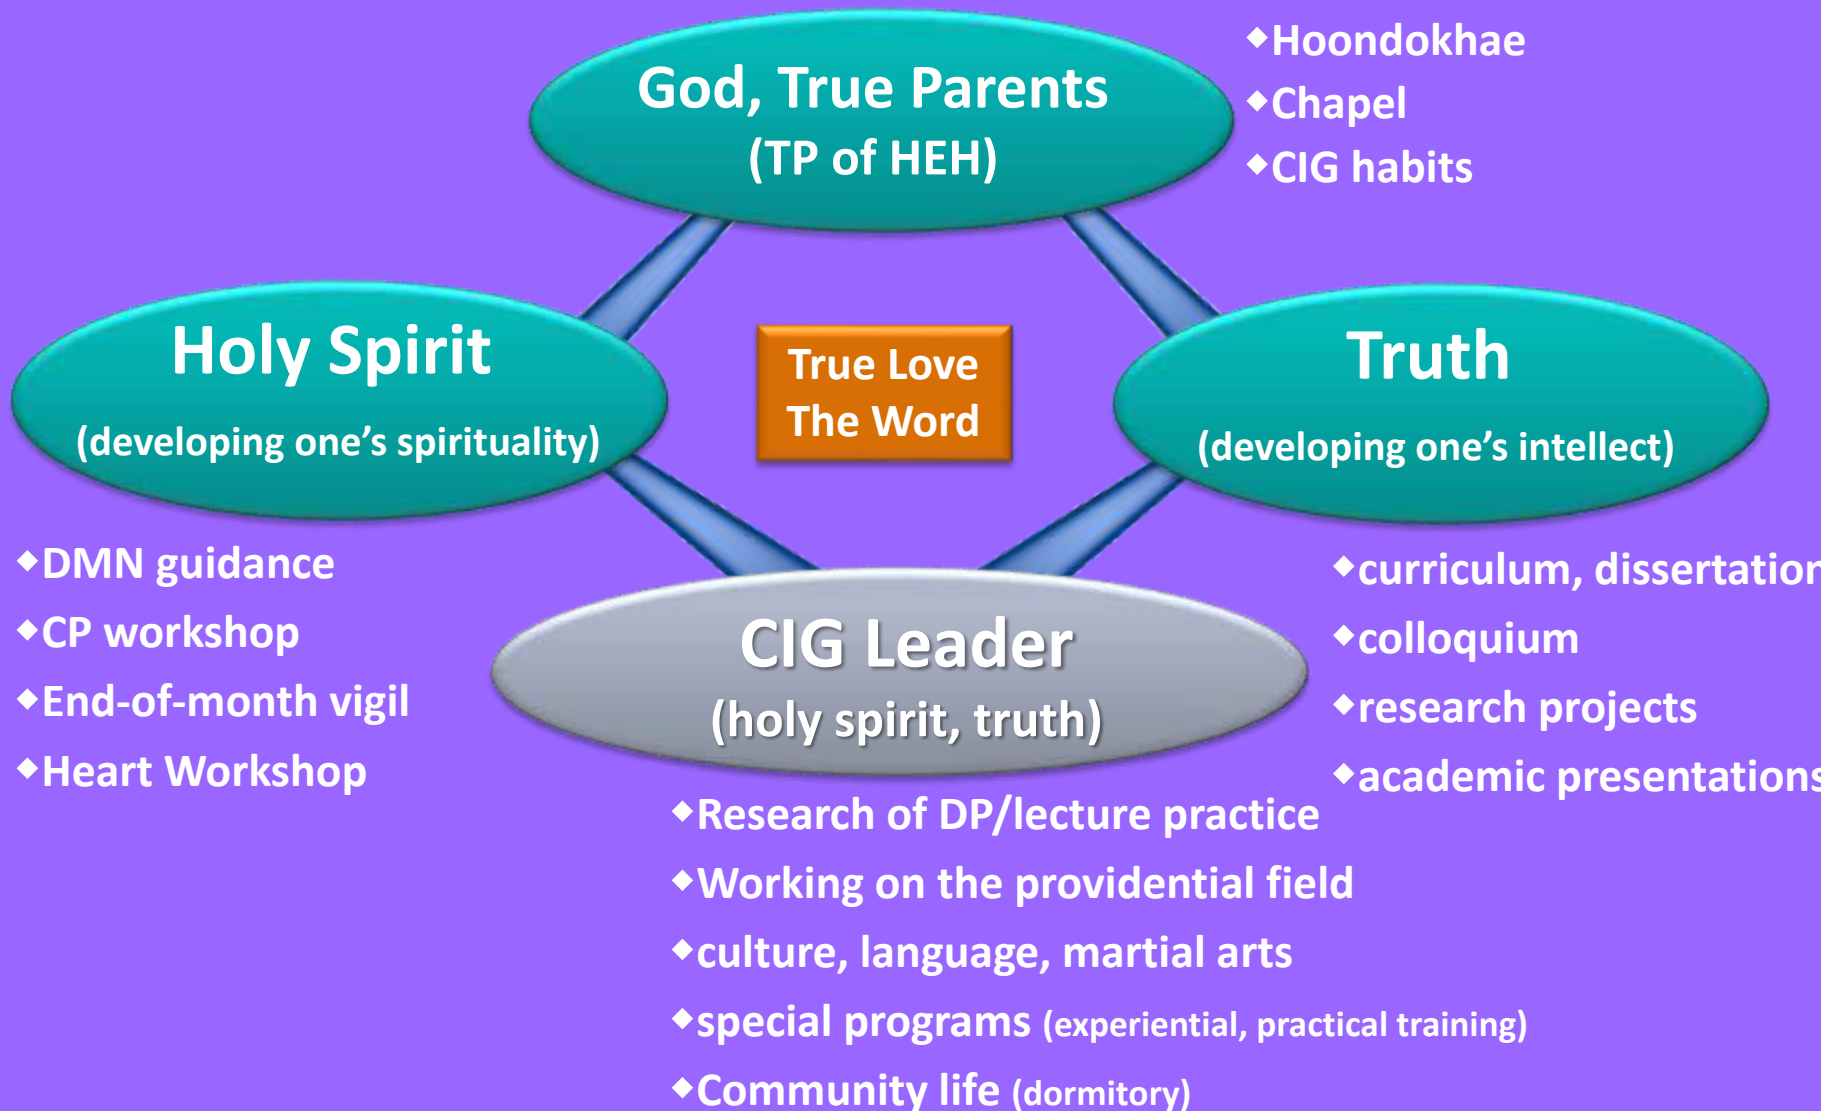 God, True Parents
(TP of HEH)
◆Hoondokhae
◆Chapel
◆CIG habits
Holy Spirit
(developing one's spirituality)
True Love
The Word
Truth
(developing one's intellect)
◆DMN guidance
◆CP workshop
◆End-of-month vigil
◆Heart Workshop
CIG Leader
(holy spirit, truth)
◆curriculum, dissertation
◆colloquium
◆research projects
◆academic presentations
◆Research of DP/lecture practice
◆Working on the providential field
◆culture, language, martial arts
◆special programs (experiential, practical training)
◆Community life (dormitory)